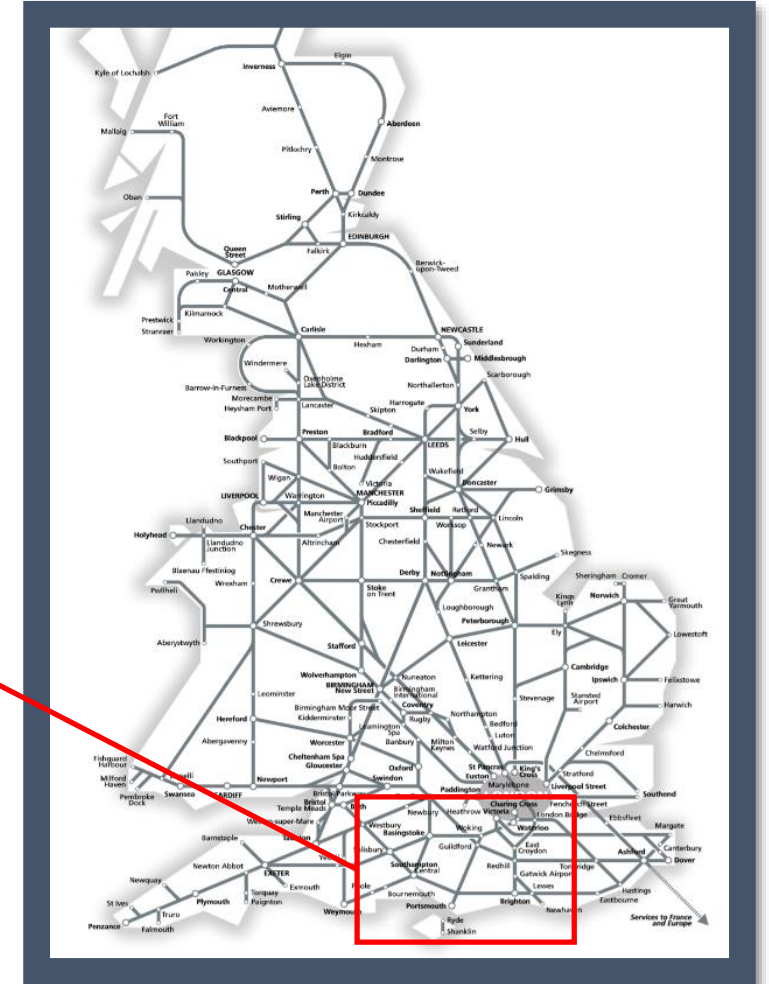 Elgin
Kyle of Lochalsh
Inverness
Aviemore
Fort
William
Aberdeen
Mallaig
Pitlochry
Montrose
Perth
Dundee
Oban
Kirkcaldy
Stirling
EDINBURGH
Falkirk
Queen
Street
Berwick-
upon-Tweed
Paisley
GLASGOW
Central
Motherwell
Kilmarnock
Prestwick
Stranraer
Carlisle
NEWCASTLE
Sunderland
Workington
Hexham
Durham
Darlington
Middlesbrough
Windermere
Scarborough
Oxenholme
Lake District
Northallerton
Barrow-in-Furness
Morecambe
Heysham Port
Lancaster
Harrogate
York
Skipton
Selby
Blackpool
Preston
Bradford
LEEDS
Hull
Blackburn
Huddersfield
Southport
Bolton
Wakefield
Wigan
Victoria
Doncaster
MANCHESTER
Piccadilly
Grimsby
LIVERPOOL
Warrington
Manchester
Airport
Sheffield
Retford
Llandudno
Stockport
Worksop
Lincoln
Holyhead
Chester
Llandudno
Junction
Altrincham
Chesterfield
Newark
Skegness
Blaenau Ffestiniog
Wrexham
Crewe
Derby
Nottingham
Spalding
Sheringham
Cromer
Pwllheli
Stoke
on Trent
Grantham
Kings
Lynn
Norwich
Great
Yarmouth
Loughborough
Peterborough
Shrewsbury
Ely
Lowestoft
Aberystwyth
Stafford
Leicester
Wolverhampton
Nuneaton
Kettering
Cambridge
BIRMINGHAM
New Street
Birmingham
International
Ipswich
Felixstowe
Leominster
Coventry
Stevenage
Stansted
Airport
Birmingham Moor Street
Kidderminster
Rugby
Northampton
Harwich
Hereford
Leamington
Spa
Bedford
Colchester
Worcester
Banbury
Milton
Keynes
Luton
Abergavenny
Watford Junction
Chelmsford
Cheltenham Spa
Gloucester
Fishguard
Harbour
Oxford
St Pancras
King's
Cross
Euston
Stratford
Milford
Haven
Swindon
Marylebone
Liverpool Street
Pembroke
Dock
Swansea
CARDIFF
Newport
Bristol Parkway
Paddington
Southend
Bristol
Temple Meads
Bath
Newbury
Heathrow
Victoria
Charing Cross
Fenchurch Street
London Bridge
Ebbsfleet
Westbury
Basingstoke
Woking
Waterloo
Margate
Barnstaple
Salisbury
Guildford
East
Croydon
Canterbury
Newton Abbot
Redhill
Ashford
Dover
Southampton
Central
Gatwick Airport
Newquay
EXETER
Exmouth
Poole
Lewes
Hastings
St Ives
Plymouth
Torquay
Paignton
Bournemouth
Eastbourne
Weymouth
Portsmouth
Brighton
Newhaven
Truro
Penzance
Falmouth
Ryde
Shanklin
Services to France
and Europe